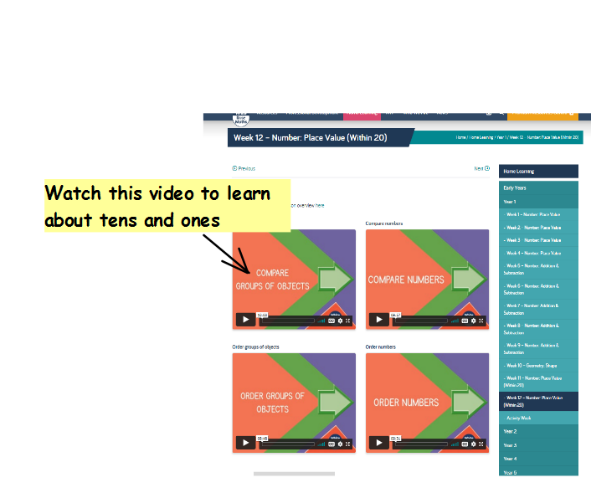 Week 12 – Number: Place Value (Within 20)
Home / Home Learning / Year 1 / Week 12 – Number: Place Value (Within 20)
Previous
Next
Home Learning
Early Years
Year 1
Watch this video to learn
about tens and ones
overview here
Compare numbers
COMPARE
GROUPS OF OBJECTS
COMPARE NUMBERS
Order groups of objects
Order numbers
ORDER GROUPS OF
OBJECTS
ORDER NUMBERS
- Week 1 – Number: Place Value
- Week 2 – Number: Place Value
- Week 3 – Number: Place Value
- Week 4 – Number: Place Value
- Week 5 – Number: Addition &
Subtraction
- Week 6 – Number: Addition &
Subtraction
- Week 7 – Number: Addition &
Subtraction
- Week 8 – Number: Addition &
Subtraction
- Week 9 – Number: Addition &
Subtraction
- Week 10 – Geometry: Shape
- Week 11 – Number: Place Value
(Within 20)
- Week 12 – Number: Place Value
(Within 20)
- Activity Week
Year 2
Year 3
Year 4
Year 5